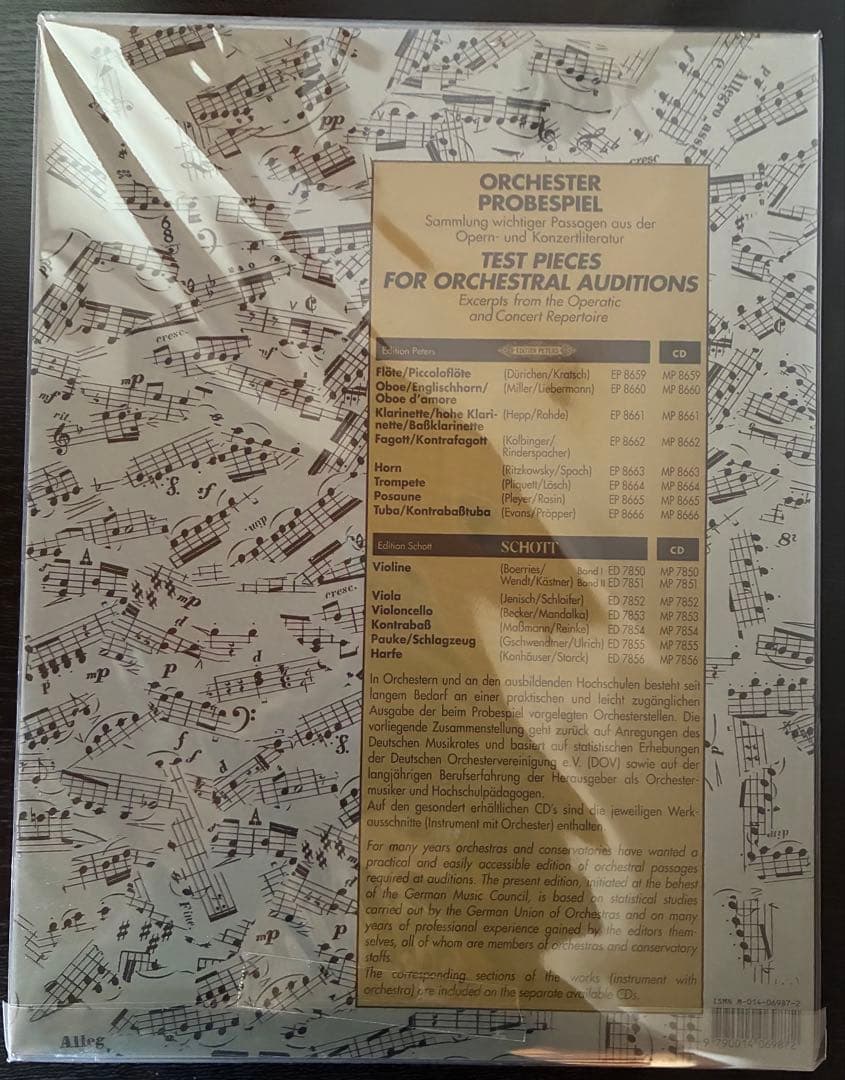 ORCHESTER
PROBESPIEL
Sammlung wichtiger Passagen aus der
Opern- und Konzertliteratur
TEST PIECES
FOR ORCHESTRAL AUDITIONS
Excerpts from the Operatic
and Concert Repertoire
Edition Peters EDITION PETERS CD
Flöte/Piccoloflöte (Dürichen/Kratsch) EP 8659 MP 8659
Oboe/Englischhorn/ (Miller/Liebermann) EP 8660 MP 8660
Oboe d'amore
Klarinette/hohe Klari- (Hepp/Rohde) EP 8661 MP 8661
nette/Baßklarinette
Fagott/Kontrafagott (Kolbinger/ EP 8662 MP 8662
Rinderspacher)
Horn (Ritzkowsky/Spach) EP 8663 MP 8663
Trompete (Pliquett/Lösch) EP 8664 MP 8664
Posaune (Pleyer/Rosin) EP 8665 MP 8665
Tuba/Kontrabaßtuba (Evans/Pröpper) EP 8666 MP 8666
Edition Schott SCHOTT CD
Violine (Boerries/ Band I ED 7850 MP 7850
Wendt/Kästner) Band II ED 7851 MP 7851
Viola (Jenisch/Schloifer) ED 7852 MP 7852
Violoncello (Becker/Mandalka) ED 7853 MP 7853
Kontrabaß (Maßmann/Reinke) ED 7854 MP 7854
Pauke/Schlagzeug (Gschwendtner/Ulrich) ED 7855 MP 7855
Harfe (Konhäuser/Storck) ED 7856 MP 7856
In Orchestern und an den ausbildenden Hochschulen besteht seit
langem Bedarf an einer praktischen und leicht zugänglichen
Ausgabe der beim Probespiel vorgelegten Orchesterstellen. Die
vorliegende Zusammenstellung geht zurück auf Anregungen des
Deutschen Musikrates und basiert auf statistischen Erhebungen
der Deutschen Orchestervereinigung e.V. (DOV) sowie auf der
langjährigen Berufserfahrung der Herausgeber als Orchester-
musiker und Hochschulpädagogen.
Auf den gesondert erhältlichen CD's sind die jeweiligen Werk-
ausschnitte (Instrument mit Orchester) enthalten.
For many years orchestras and conservatories have wanted a
practical and easily accessible edition of orchestral passages
required at auditions. The present edition, initiated at the behest
of the German Music Council, is based on statistical studies
carried out by the German Union of Orchestras and on many
years of professional experience gained by the editors them-
selves, all of whom are members of orchestras and conservatory
staffs.
The corresponding sections of the works (instrument with
orchestra) are included on the separate available CDs.
ISMN M-014-06987-2
9 790014 069872
Allegro assai
cresc
cresc.
mp
rit.
dim
cresc.
A
mp
p
A
Fine.
dim
Alleg